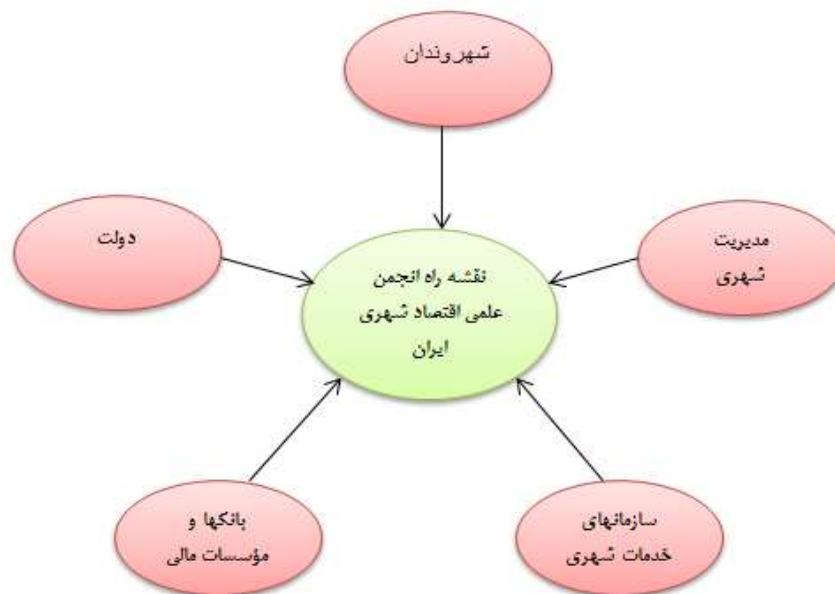 شهروندان
مدیریت
شهری
دولت
نقشه راه انجمن
علمی اقتصاد شهری
ایران
سازمانهای
خدمات شهری
بانکها و
مؤسسات مالی